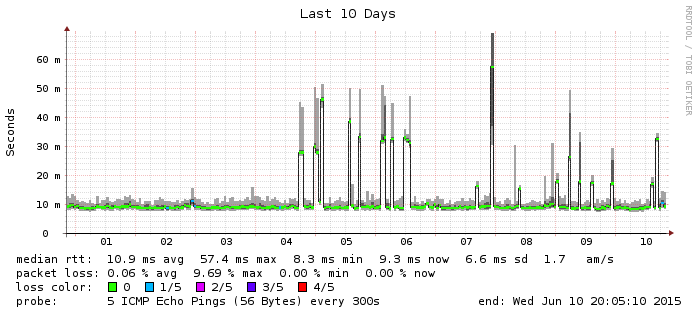 Last 10 Days
RRDTOOL / TOBI OETIKER
Seconds
60 m
50 m
40 m
30 m
20 m
10 m
0
01 02 03 04 05 06 07 08 09 10
median rtt: 10.9 ms avg 57.4 ms max 8.3 ms min 9.3 ms now 6.6 ms sd 1.7 am/s
packet loss: 0.06 % avg 9.69 % max 0.00 % min 0.00 % now
loss color: 0 1/5 2/5 3/5 4/5
probe: 5 ICMP Echo Pings (56 Bytes) every 300s end: Wed Jun 10 20:05:10 2015